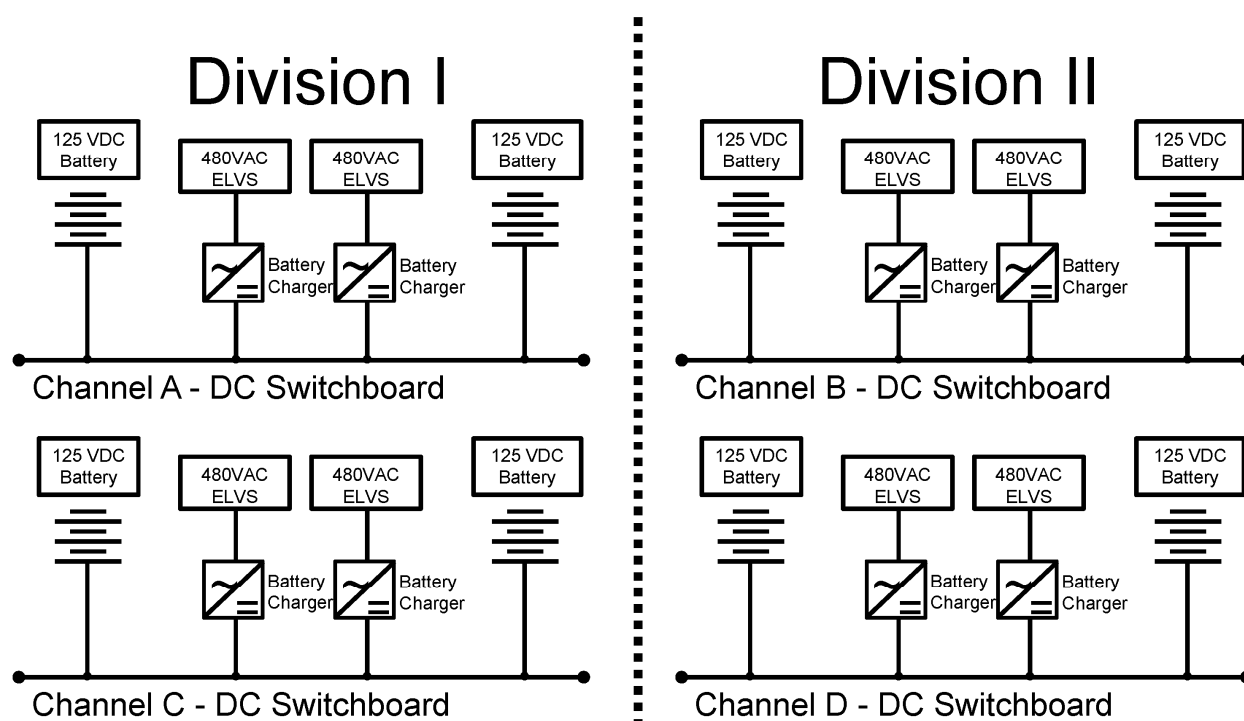 Division I
125 VDC
Battery
480VAC
ELVS
480VAC
ELVS
125 VDC
Battery
Battery
Charger
Battery
Charger
Channel A - DC Switchboard
125 VDC
Battery
480VAC
ELVS
480VAC
ELVS
125 VDC
Battery
Battery
Charger
Battery
Charger
Channel C - DC Switchboard
Division II
125 VDC
Battery
480VAC
ELVS
480VAC
ELVS
125 VDC
Battery
Battery
Charger
Battery
Charger
Channel B - DC Switchboard
125 VDC
Battery
480VAC
ELVS
480VAC
ELVS
125 VDC
Battery
Battery
Charger
Battery
Charger
Channel D - DC Switchboard